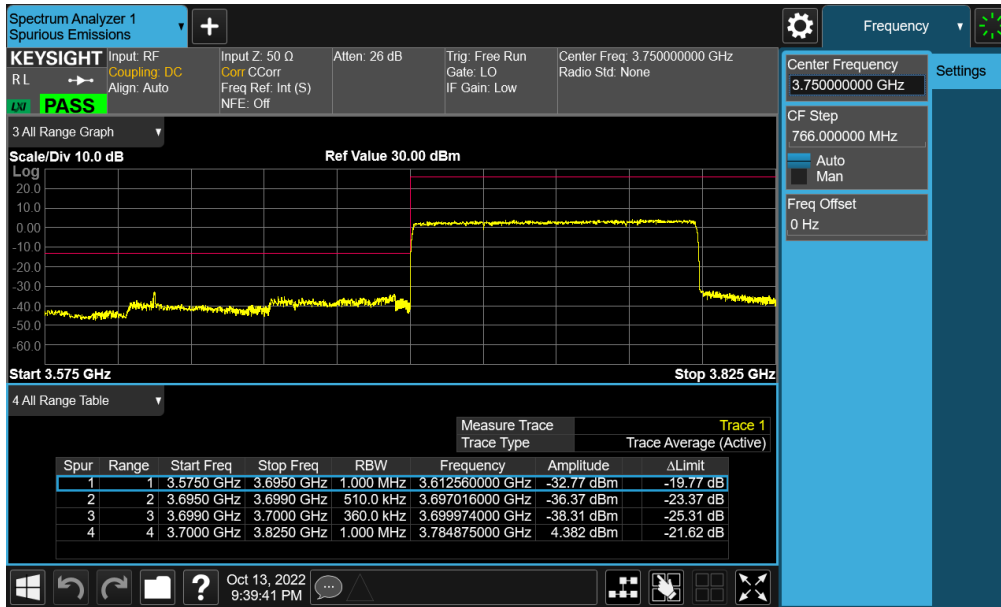 Spectrum Analyzer 1
Spurious Emissions
+
Frequency
KEYSIGHT
R L
LXI PASS
Input: RF
Coupling: DC
Align: Auto
Input Z: 50 Ω
Corr CCorr
Freq Ref: Int (S)
NFE: Off
Atten: 26 dB
Trig: Free Run
Gate: LO
IF Gain: Low
Center Freq: 3.750000000 GHz
Radio Std: None
Center Frequency
3.750000000 GHz
Settings
CF Step
766.000000 MHz
Auto
Man
Freq Offset
0 Hz
3 All Range Graph
Scale/Div 10.0 dB
Ref Value 30.00 dBm
Log
20.0
10.0
0.00
-10.0
-20.0
-30.0
-40.0
-50.0
-60.0
Start 3.575 GHz
Stop 3.825 GHz
4 All Range Table
Measure Trace Trace 1
Trace Type Trace Average (Active)
Spur Range Start Freq Stop Freq RBW Frequency Amplitude ΔLimit
1 1 3.5750 GHz 3.6950 GHz 1.000 MHz 3.612560000 GHz -32.77 dBm -19.77 dB
2 2 3.6950 GHz 3.6990 GHz 510.0 kHz 3.697016000 GHz -36.37 dBm -23.37 dB
3 3 3.6990 GHz 3.7000 GHz 360.0 kHz 3.699974000 GHz -38.31 dBm -25.31 dB
4 4 3.7000 GHz 3.8250 GHz 1.000 MHz 3.784875000 GHz 4.382 dBm -21.62 dB
?
Oct 13, 2022
9:39:41 PM